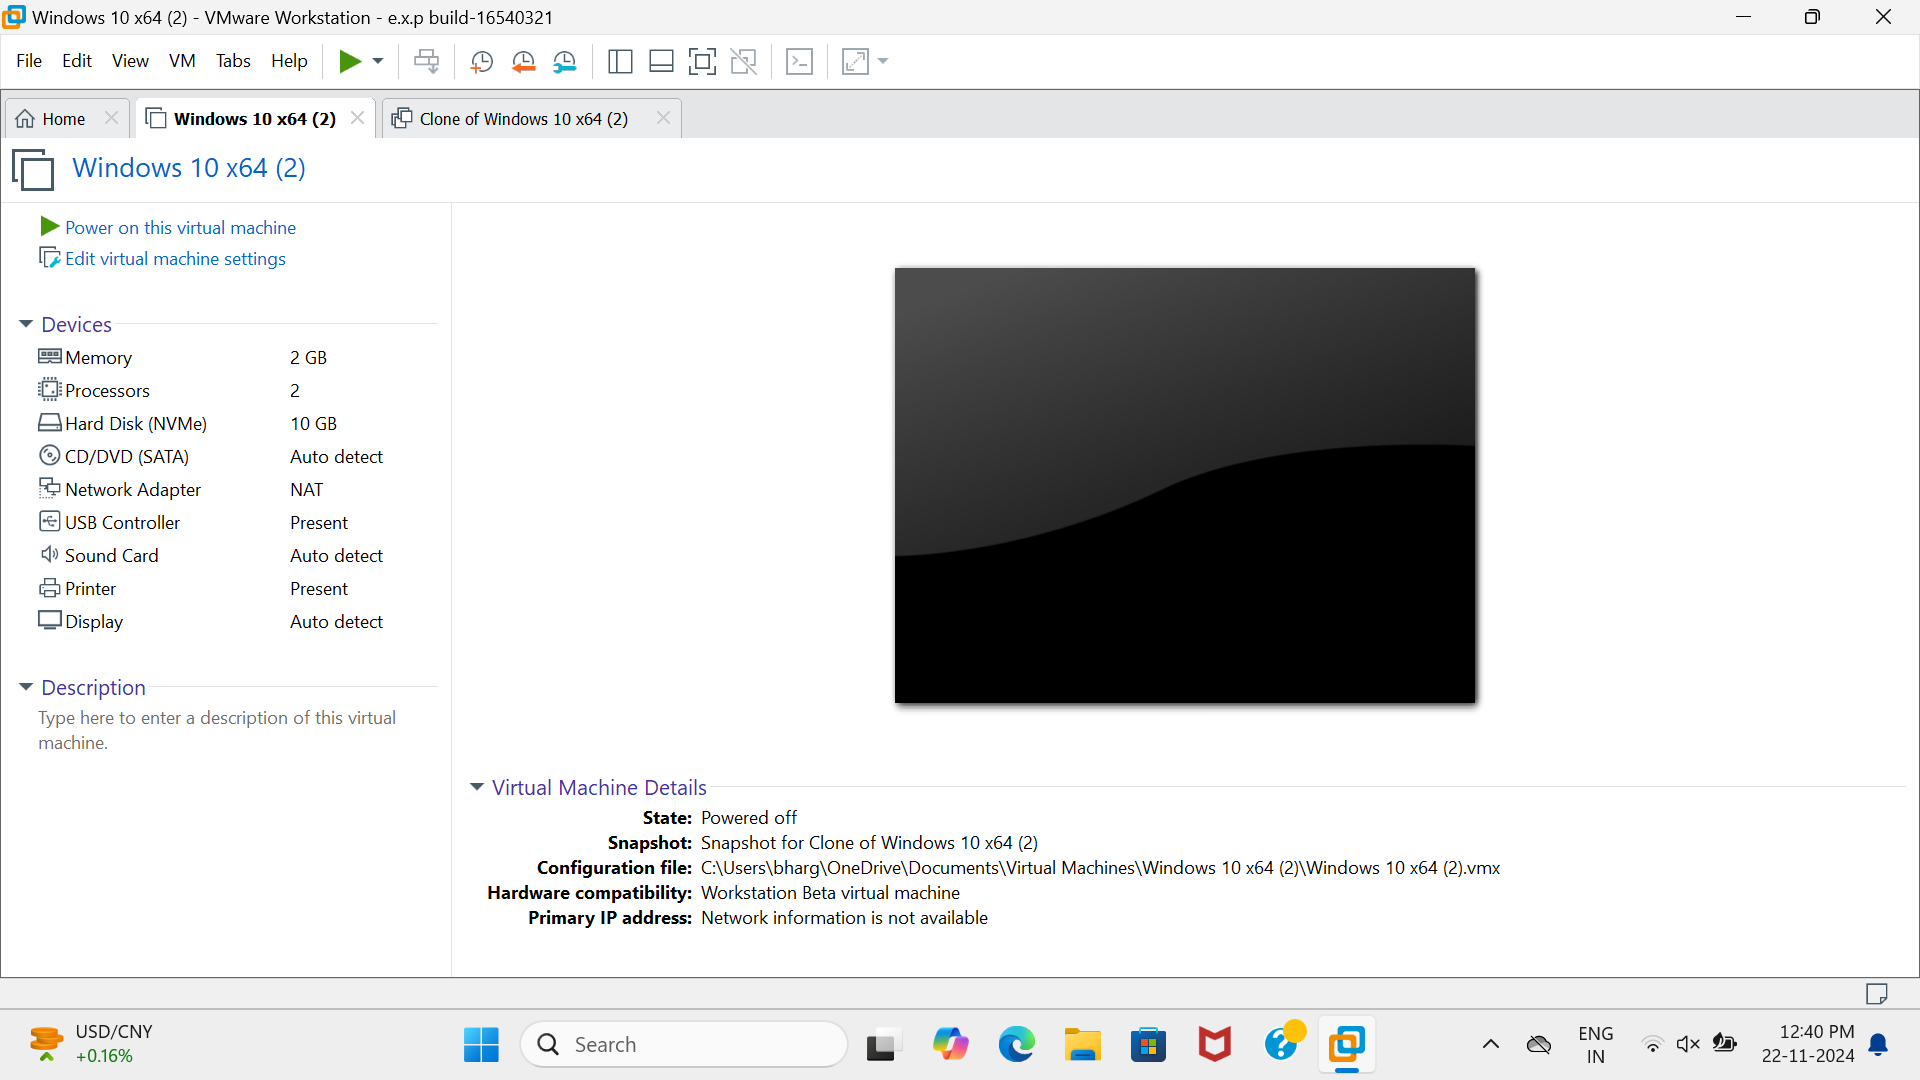 Windows 10 x64 (2) - VMware Workstation - e.x.p build-16540321
File Edit View VM Tabs Help
Home
Windows 10 x64 (2)
Clone of Windows 10 x64 (2)
Windows 10 x64 (2)
Power on this virtual machine
Edit virtual machine settings
Devices
Memory 2 GB
Processors 2
Hard Disk (NVMe) 10 GB
CD/DVD (SATA) Auto detect
Network Adapter NAT
USB Controller Present
Sound Card Auto detect
Printer Present
Display Auto detect
Description
Type here to enter a description of this virtual
machine.
Virtual Machine Details
State: Powered off
Snapshot: Snapshot for Clone of Windows 10 x64 (2)
Configuration file: C:\Users\bharg\OneDrive\Documents\Virtual Machines\Windows 10 x64 (2)\Windows 10 x64 (2).vmx
Hardware compatibility: Workstation Beta virtual machine
Primary IP address: Network information is not available
USD/CNY
+0.16%
Search
ENG
IN
12:40 PM
22-11-2024